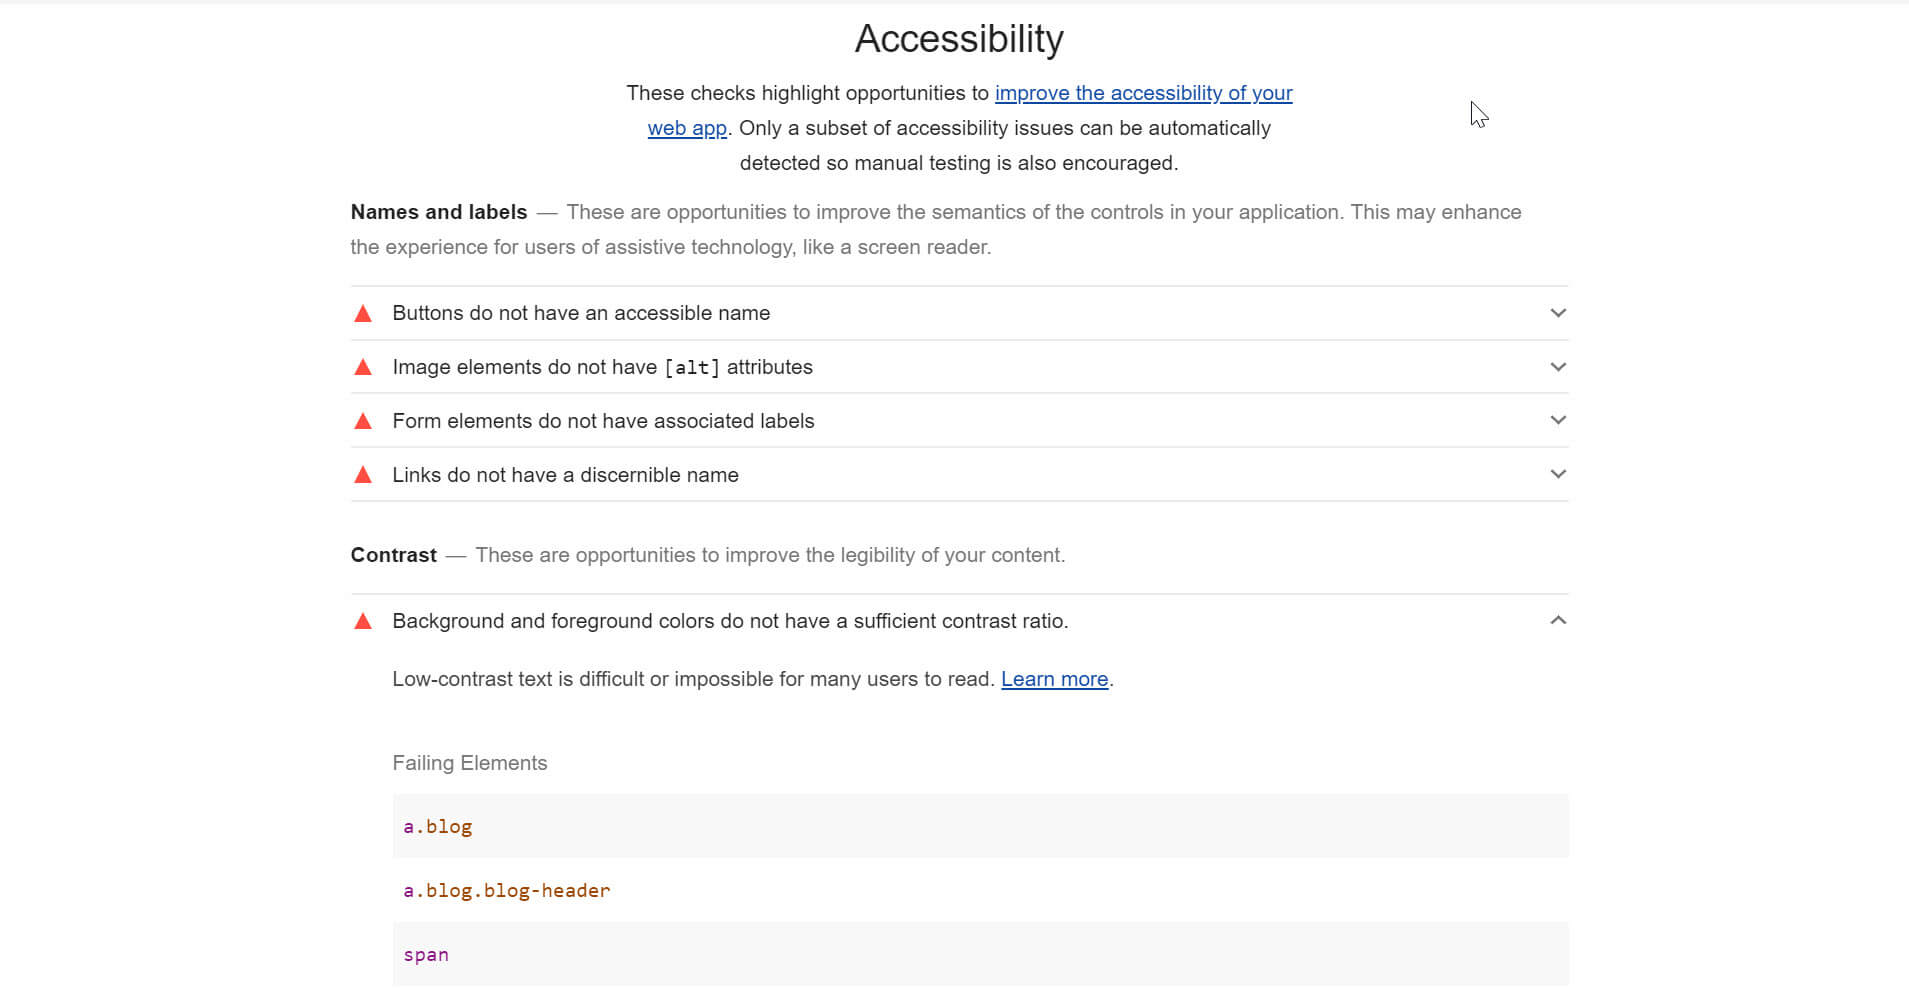 Accessibility
These checks highlight opportunities to improve the accessibility of your
web app. Only a subset of accessibility issues can be automatically
detected so manual testing is also encouraged.
Names and labels — These are opportunities to improve the semantics of the controls in your application. This may enhance
the experience for users of assistive technology, like a screen reader.
Buttons do not have an accessible name
Image elements do not have [alt] attributes
Form elements do not have associated labels
Links do not have a discernible name
Contrast — These are opportunities to improve the legibility of your content.
Background and foreground colors do not have a sufficient contrast ratio.
Low-contrast text is difficult or impossible for many users to read. Learn more.
Failing Elements
a.blog
a.blog.blog-header
span